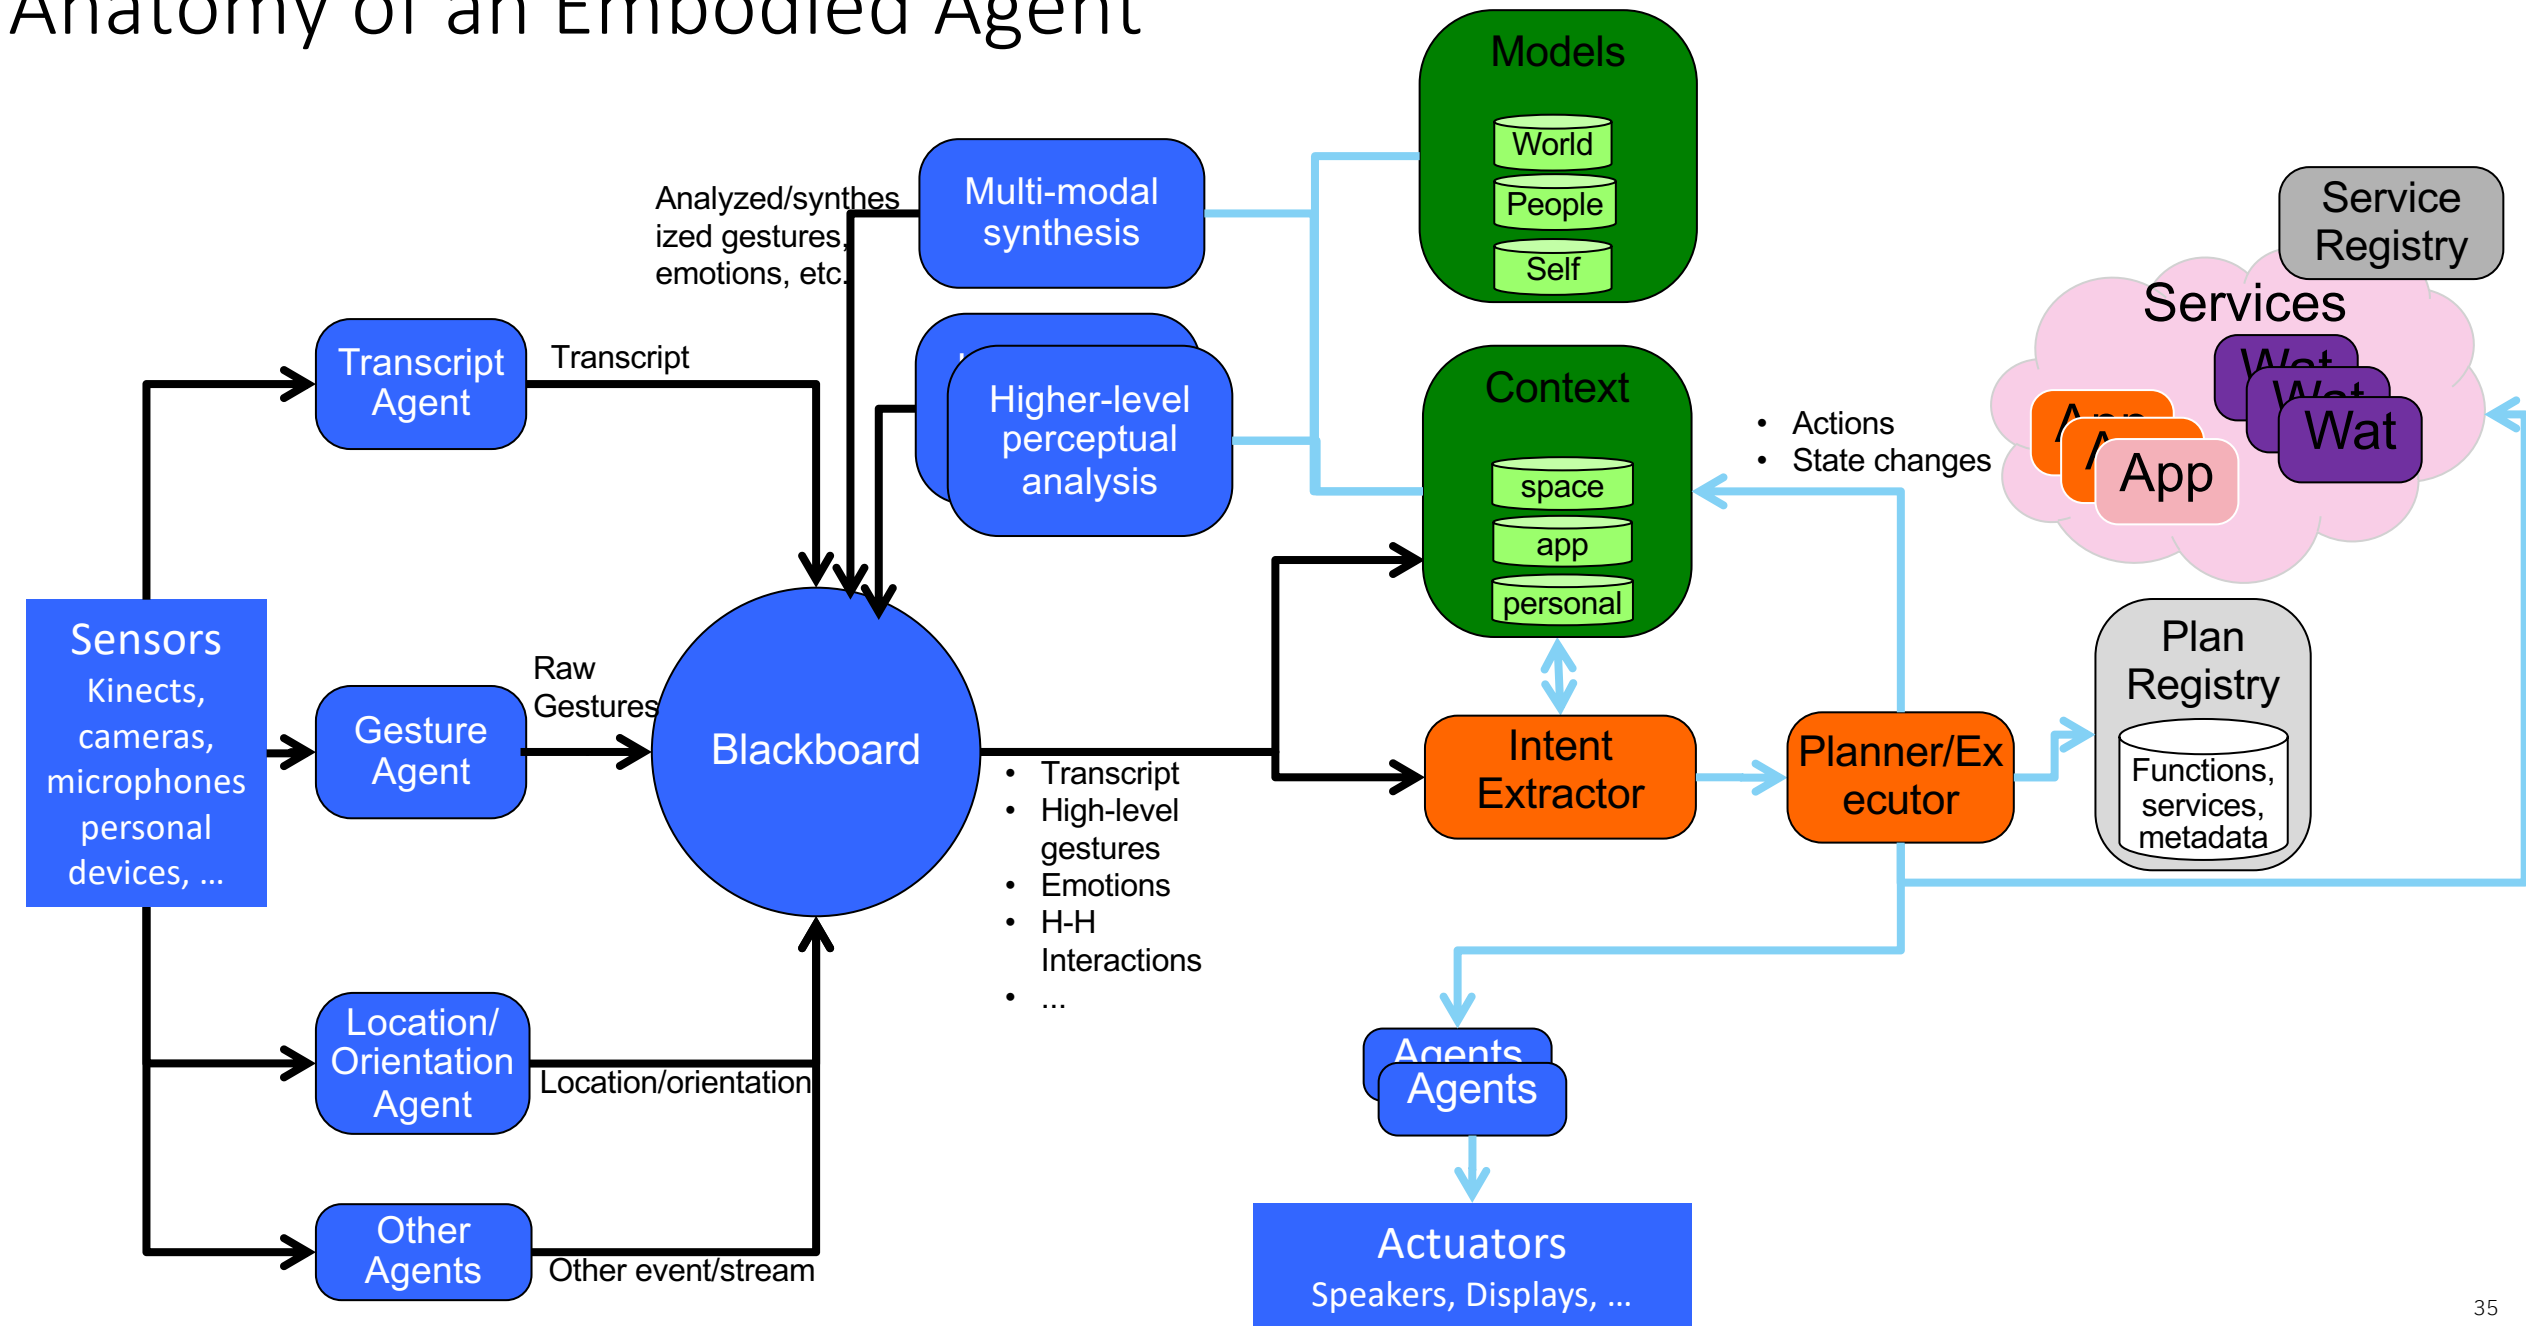 Anatomy of an Embodied Agent
Models
World
People
Self
Multi-modal
synthesis
Analyzed/synthes
ized gestures,
emotions, etc.
Service
Registry
Services
Wat
Wat
Wat
App
App
Transcript
Agent
Transcript
Higher-level
perceptual
analysis
Context
space
app
personal
• Actions
• State changes
Sensors
Kinects,
cameras,
microphones
personal
devices, ...
Raw
Gestures
Gesture
Agent
Blackboard
• Transcript
• High-level
gestures
• Emotions
• H-H
Interactions
• ...
Intent
Extractor
Planner/Ex
ecutor
Plan
Registry
Functions,
services,
metadata
Location/
Orientation
Agent
Location/orientation
Agents
Agents
Other
Agents
Other event/stream
Actuators
Speakers, Displays, ...
35